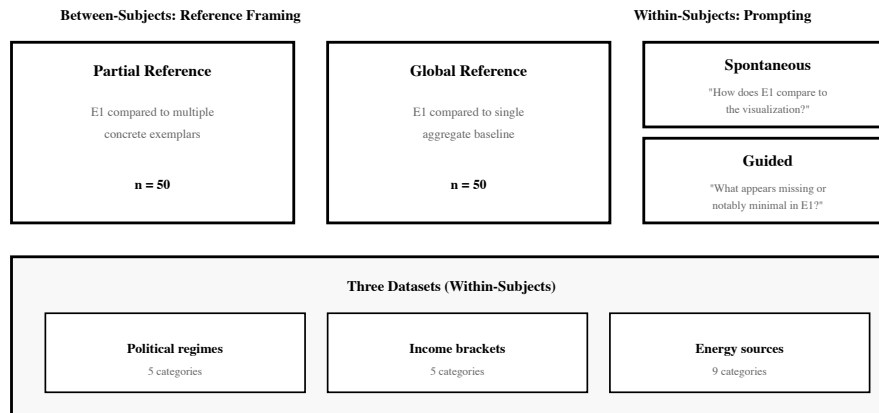 Between-Subjects: Reference Framing
Within-Subjects: Prompting
Partial Reference
E1 compared to multiple
concrete exemplars
n = 50
Global Reference
E1 compared to single
aggregate baseline
n = 50
Spontaneous
"How does E1 compare to
the visualization?"
Guided
"What appears missing or
notably minimal in E1?"
Three Datasets (Within-Subjects)
Political regimes
5 categories
Income brackets
5 categories
Energy sources
9 categories